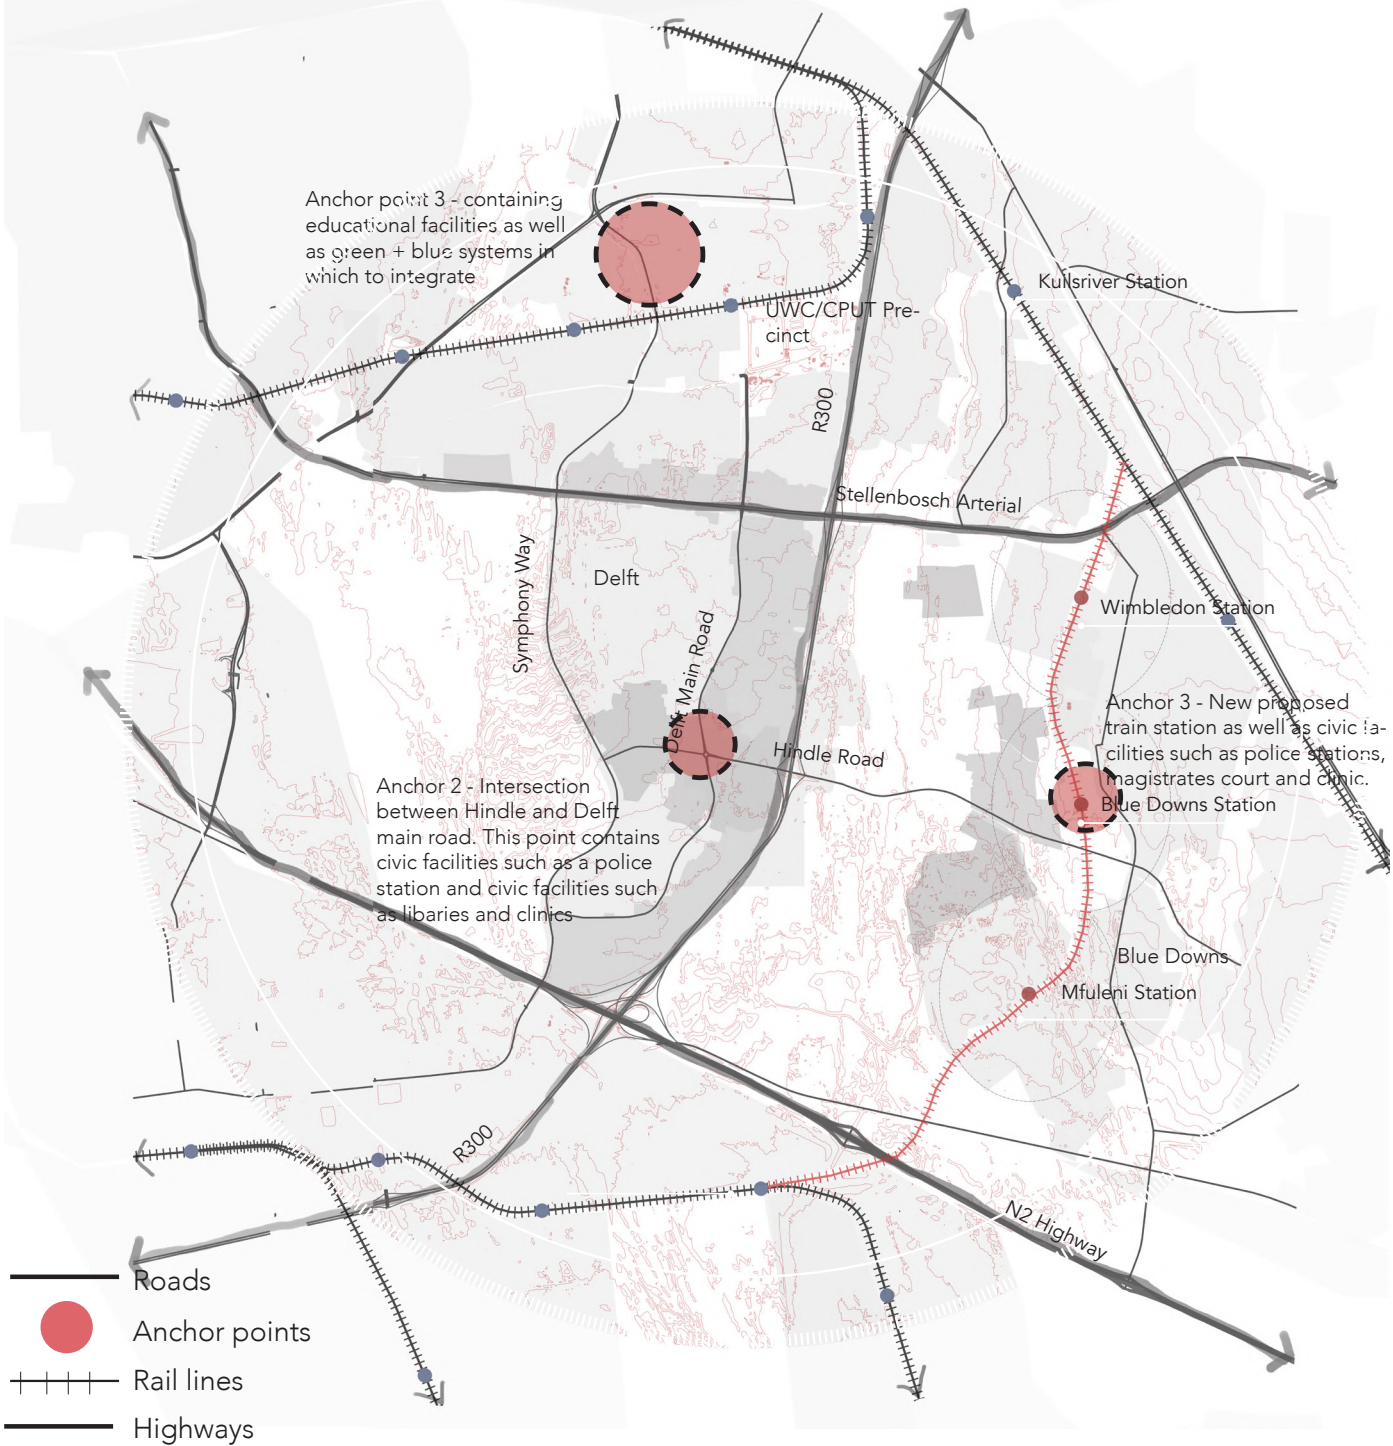 Anchor point 3 - containing
educational facilities as well
as green + blue systems in
which to integrate
Kuilsriver Station
UWC/CPUT Pre-
cinct
R300
Stellenbosch Arterial
Symphony Way
Delft
Delft Main Road
Wimbledon Station
Anchor 3 - New proposed
train station as well as civic fa-
cilities such as police stations,
magistrates court and clinic.
Blue Downs Station
Hindle Road
Anchor 2 - Intersection
between Hindle and Delft
main road. This point contains
civic facilities such as a police
station and civic facilities such
as libaries and clinics
Blue Downs
Mfuleni Station
R300
N2 Highway
Roads
Anchor points
Rail lines
Highways